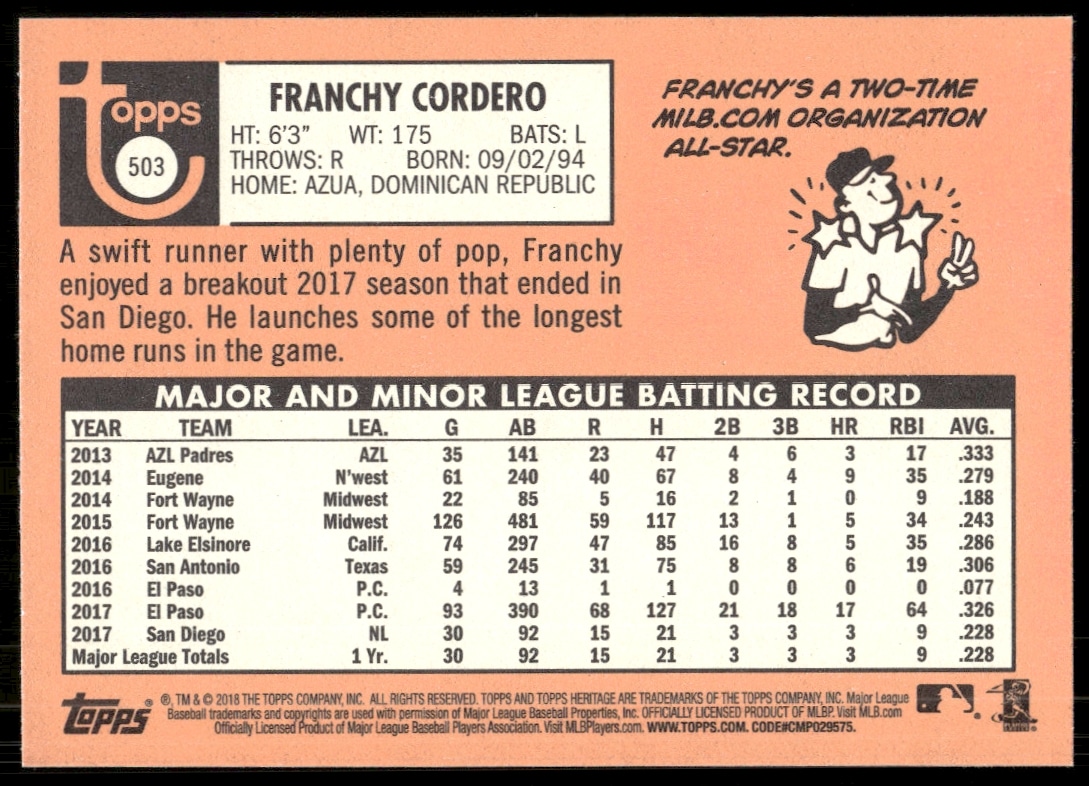 topps
503
FRANCHY CORDERO
HT: 6'3" WT: 175 BATS: L
THROWS: R BORN: 09/02/94
HOME: AZUA, DOMINICAN REPUBLIC
FRANCHY'S A TWO-TIME
MILB.COM ORGANIZATION
ALL-STAR.
A swift runner with plenty of pop, Franchy
enjoyed a breakout 2017 season that ended in
San Diego. He launches some of the longest
home runs in the game.
MAJOR AND MINOR LEAGUE BATTING RECORD
YEAR TEAM LEA. G AB R H 2B 3B HR RBI AVG.
2013 AZL Padres AZL 35 141 23 47 4 6 3 17 .333
2014 Eugene N'west 61 240 40 67 8 4 9 35 .279
2014 Fort Wayne Midwest 22 85 5 16 2 1 0 9 .188
2015 Fort Wayne Midwest 126 481 59 117 13 1 5 34 .243
2016 Lake Elsinore Calif. 74 297 47 85 16 8 5 35 .286
2016 San Antonio Texas 59 245 31 75 8 8 6 19 .306
2016 El Paso P.C. 4 13 1 1 0 0 0 0 .077
2017 El Paso P.C. 93 390 68 127 21 18 17 64 .326
2017 San Diego NL 30 92 15 21 3 3 3 9 .228
Major League Totals 1 Yr. 30 92 15 21 3 3 3 9 .228
topps ®, TM & © 2018 THE TOPPS COMPANY, INC. ALL RIGHTS RESERVED. TOPPS AND TOPPS HERITAGE ARE TRADEMARKS OF THE TOPPS COMPANY, INC. Major League
Baseball trademarks and copyrights are used with permission of Major League Baseball Properties, Inc. OFFICIALLY LICENSED PRODUCT OF MLBP. Visit MLB.com
Officially Licensed Product of Major League Baseball Players Association. Visit MLBPlayers.com. WWW.TOPPS.COM. CODE#CMP029575.